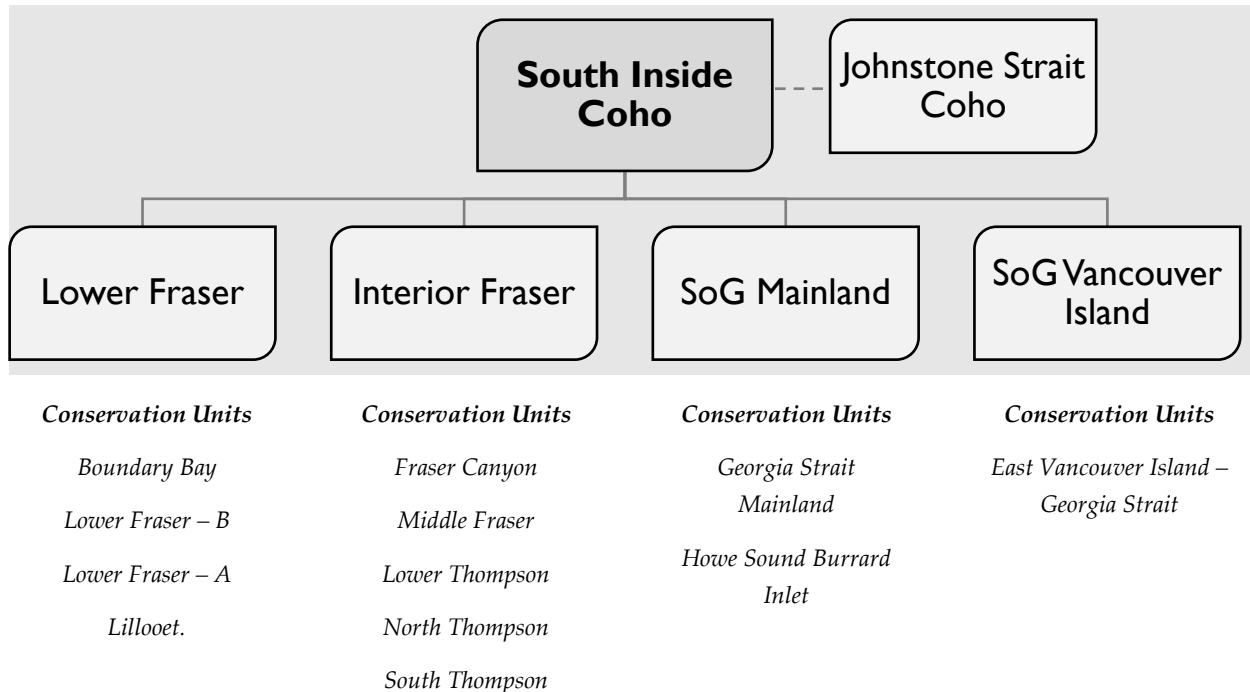 South Inside
Coho
Johnstone Strait
Coho
Lower Fraser
Interior Fraser
SoG Mainland
SoG Vancouver
Island
Conservation Units
Boundary Bay
Lower Fraser – B
Lower Fraser – A
Lillooet.
Conservation Units
Fraser Canyon
Middle Fraser
Lower Thompson
North Thompson
South Thompson
Conservation Units
Georgia Strait
Mainland
Howe Sound Burrard
Inlet
Conservation Units
East Vancouver Island –
Georgia Strait